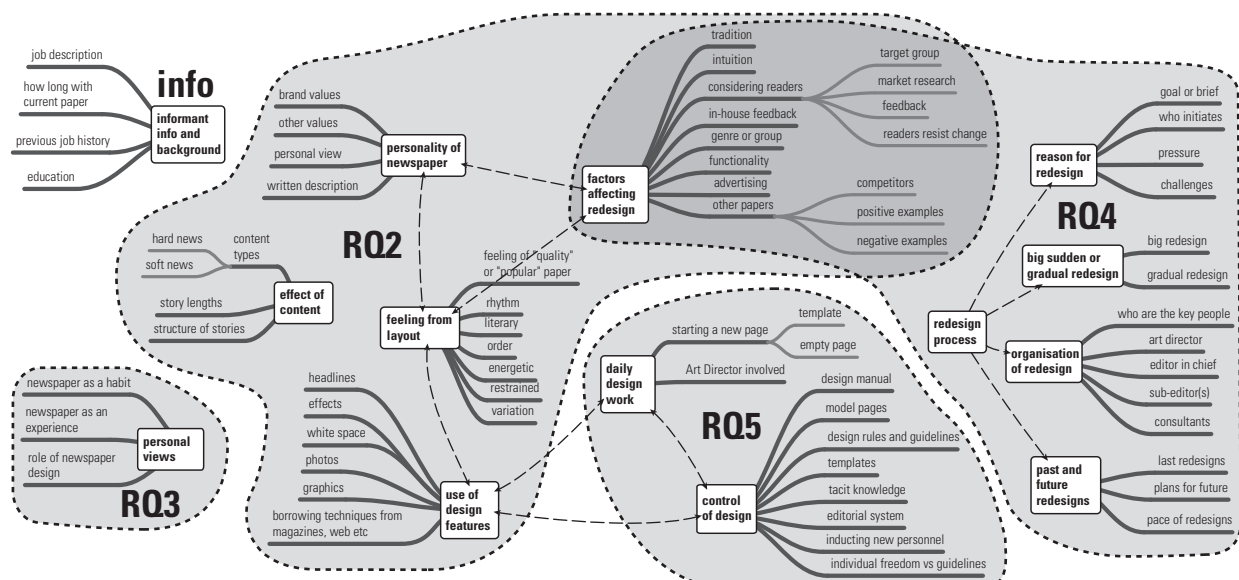 info
job description
how long with
current paper
previous job history
education
informant
info and
background
RQ2
brand values
other values
personal view
written description
personality of
newspaper
hard news
soft news
content
types
story lengths
structure of stories
effect of
content
feeling from
layout
feeling of "quality"
or "popular" paper
rhythm
literary
order
energetic
restrained
variation
headlines
effects
white space
photos
graphics
borrowing techniques from
magazines, web etc
use of
design
features
factors
affecting
redesign
tradition
intuition
considering readers
in-house feedback
genre or group
functionality
advertising
other papers
target group
market research
feedback
readers resist change
competitors
positive examples
negative examples
RQ3
newspaper as a habit
newspaper as an
experience
role of newspaper
design
personal
views
RQ5
daily
design
work
starting a new page
template
empty page
Art Director involved
control
of design
design manual
model pages
design rules and guidelines
templates
tacit knowledge
editorial system
inducting new personnel
individual freedom vs guidelines
RQ4
redesign
process
reason for
redesign
goal or brief
who initiates
pressure
challenges
big sudden or
gradual redesign
big redesign
gradual redesign
organisation
of redesign
who are the key people
art director
editor in chief
sub-editor(s)
consultants
past and
future
redesigns
last redesigns
plans for future
pace of redesigns